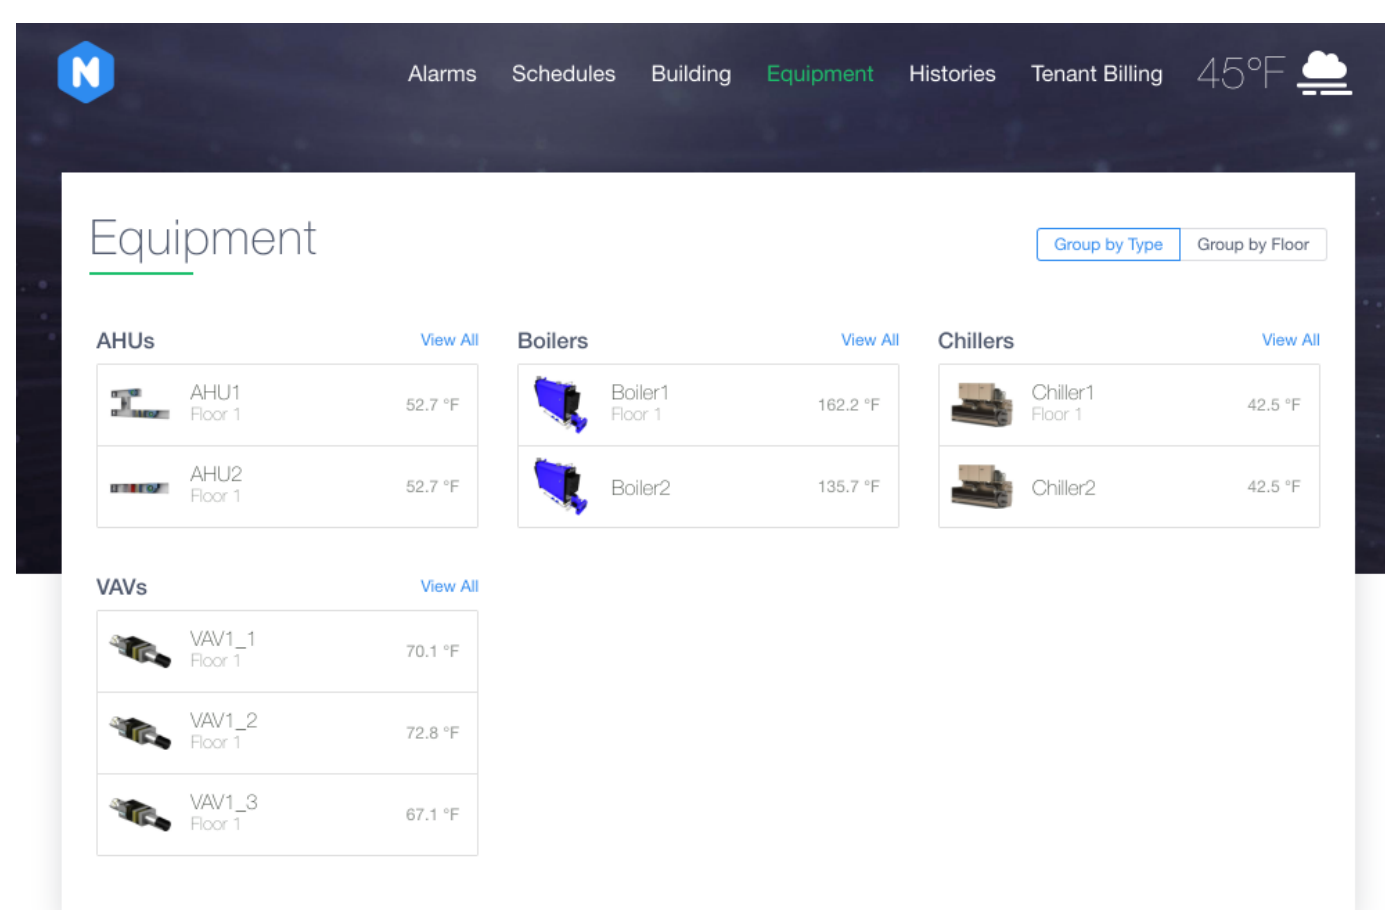 N
Alarms Schedules Building Equipment Histories Tenant Billing 45°F
Equipment
Group by Type Group by Floor
AHUs View All
AHU1
Floor 1
52.7 °F
AHU2
Floor 1
52.7 °F
Boilers View All
Boiler1
Floor 1
162.2 °F
Boiler2
135.7 °F
Chillers View All
Chiller1
Floor 1
42.5 °F
Chiller2
42.5 °F
VAVs View All
VAV1_1
Floor 1
70.1 °F
VAV1_2
Floor 1
72.8 °F
VAV1_3
Floor 1
67.1 °F